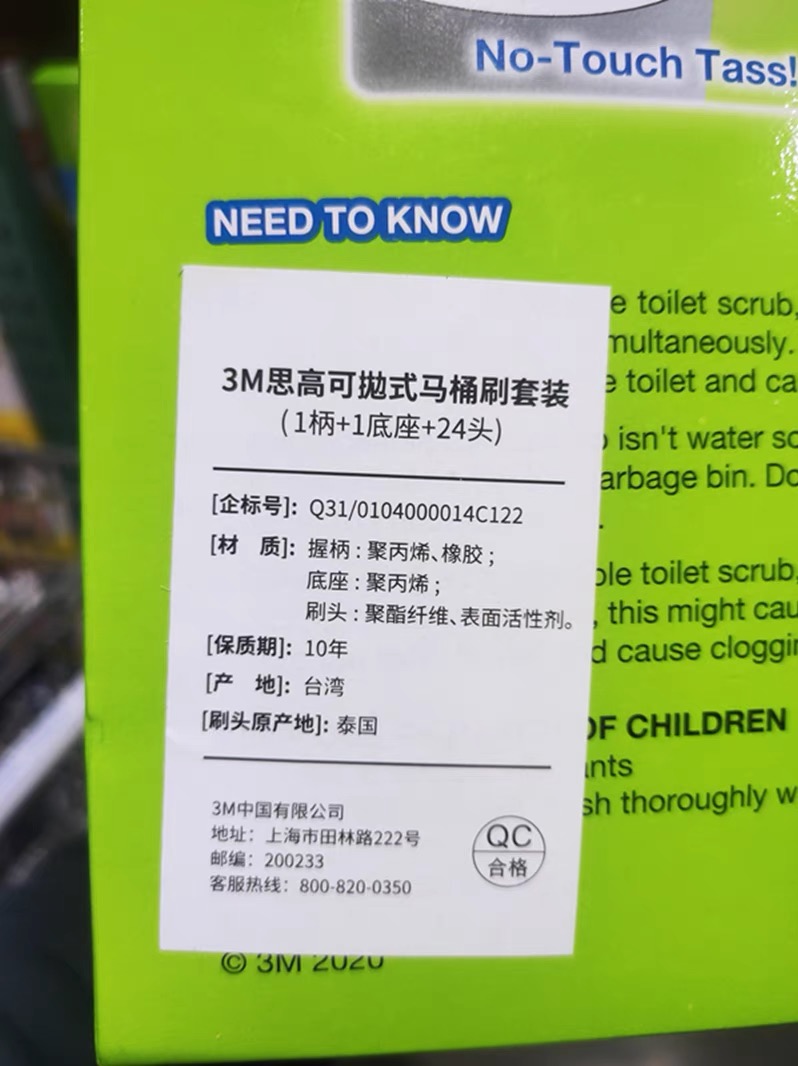 No-Touch Tass!
NEED TO KNOW
3M思高可抛式马桶刷套装
(1柄+1底座+24头)
[企标号]: Q31/0104000014C122
[材 质]: 握柄：聚丙烯、橡胶；
底座：聚丙烯；
刷头：聚酯纤维、表面活性剂。
[保质期]: 10年
[产 地]: 台湾
[刷头原产地]: 泰国
3M中国有限公司
地址：上海市田林路222号
邮编：200233
客服热线：800-820-0350
QC
合格
e toilet scrub,
multaneously.
e toilet and ca
isn't water so
arbage bin. Do
.
ble toilet scrub,
, this might cau
d cause cloggin
OF CHILDREN
ants
sh thoroughly w
© 3M 2020